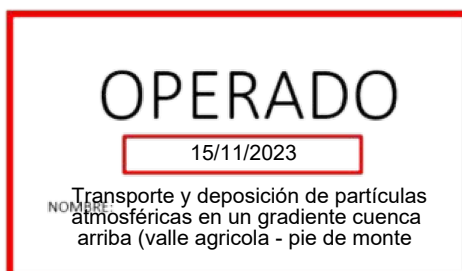 OPERADO
15/11/2023
NOMBRE:
Transporte y deposición de partículas
atmosféricas en un gradiente cuenca
arriba (valle agricola - pie de monte